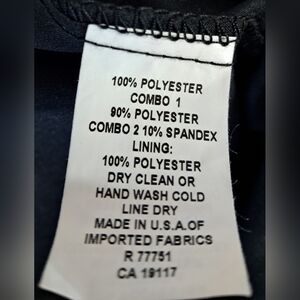 100% POLYESTER
COMBO 1
90% POLYESTER
COMBO 2 10% SPANDEX
LINING:
100% POLYESTER
DRY CLEAN OR
HAND WASH COLD
LINE DRY
MADE IN U.S.A.OF
IMPORTED FABRICS
R 77751
CA 19117